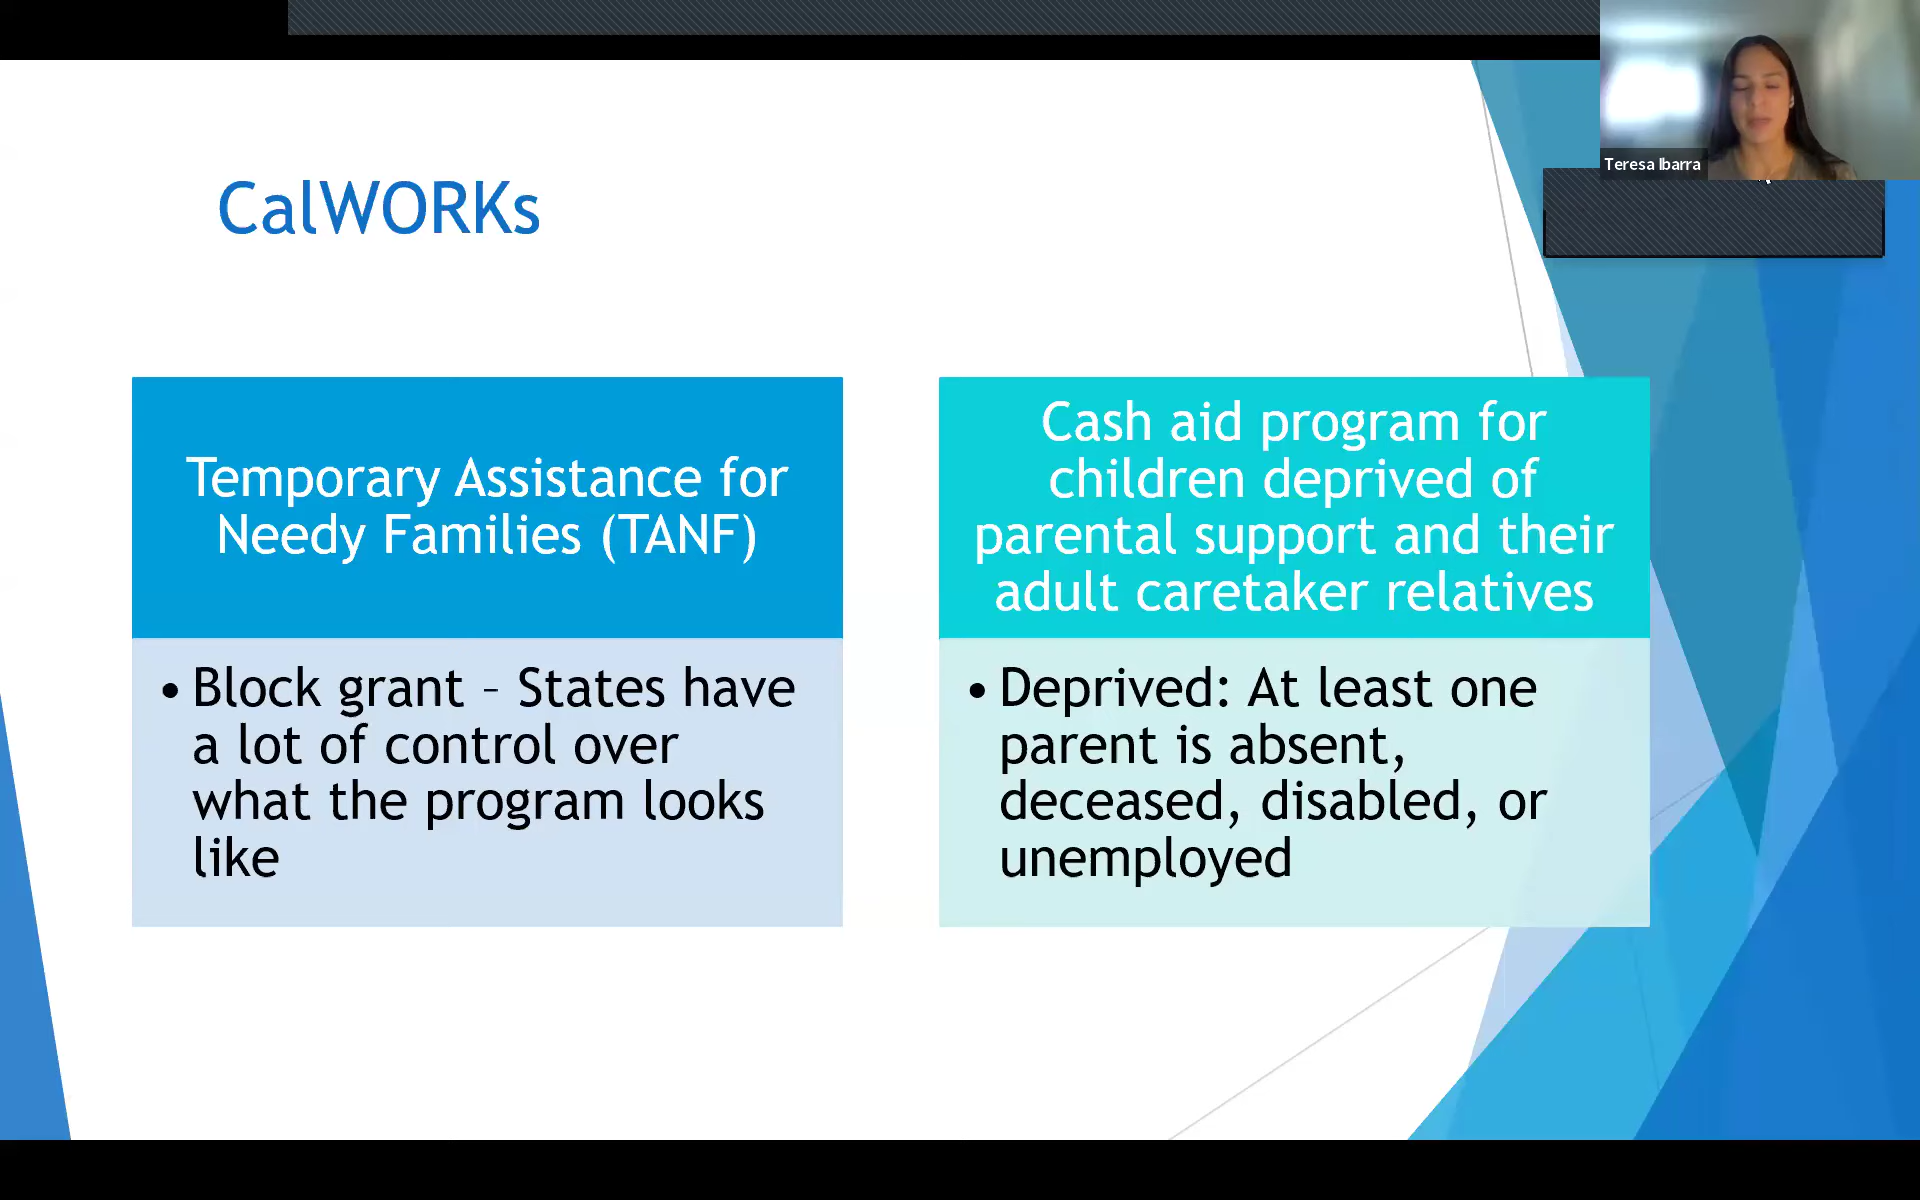 Teresa Ibarra
CalWORKs
Temporary Assistance for
Needy Families (TANF)
• Block grant – States have
a lot of control over
what the program looks
like
Cash aid program for
children deprived of
parental support and their
adult caretaker relatives
• Deprived: At least one
parent is absent,
deceased, disabled, or
unemployed